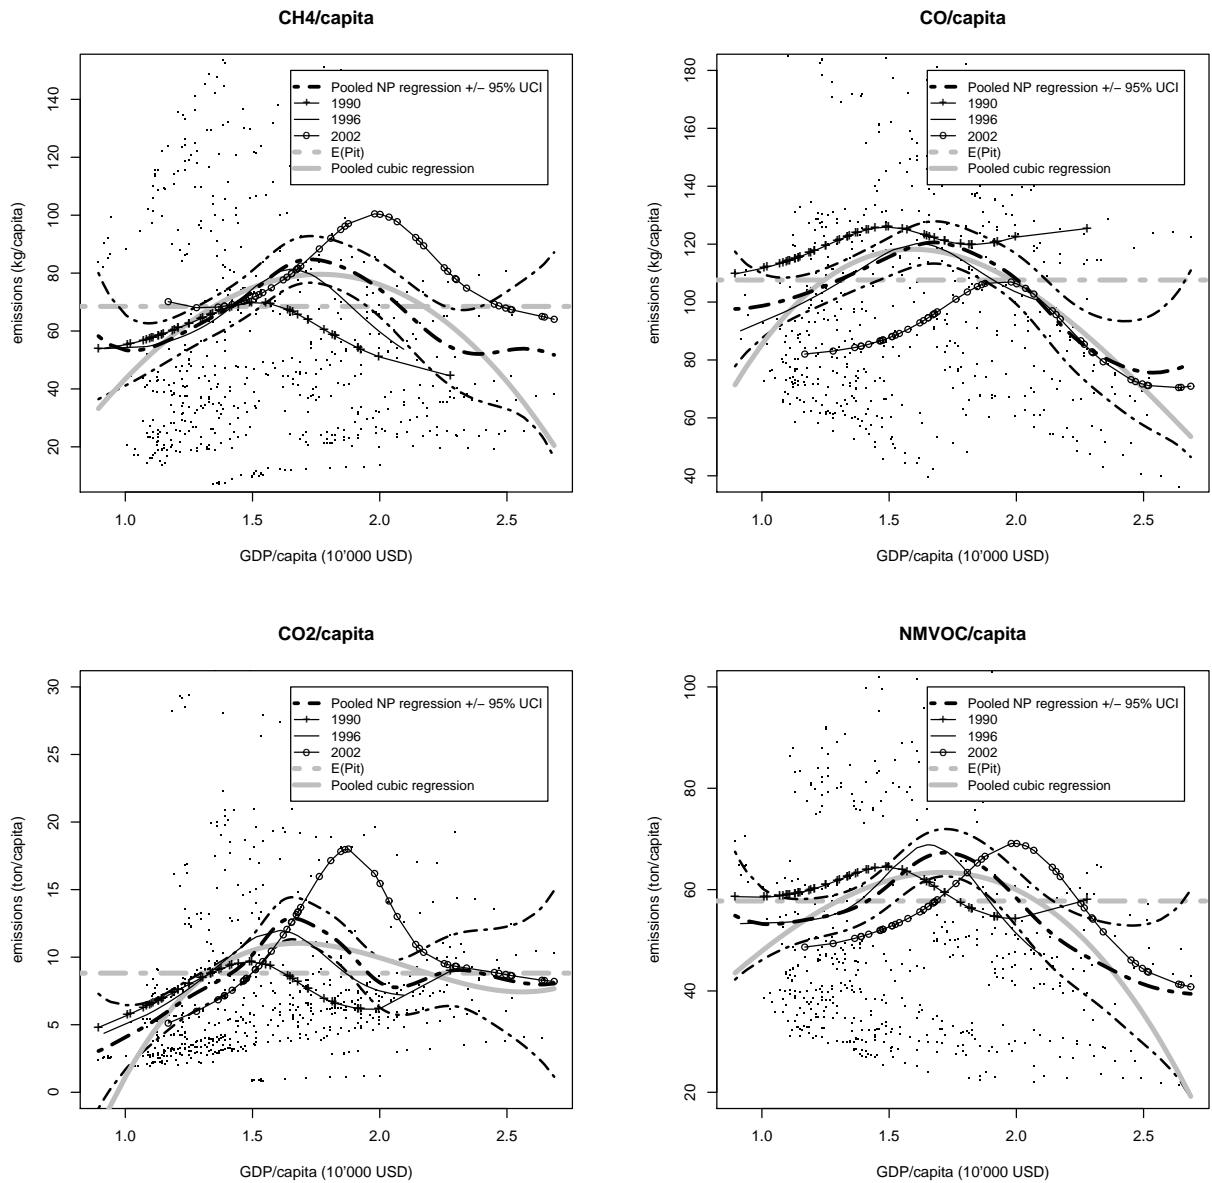 CH4/capita
emissions (kg/capita)
140
120
100
80
60
40
20
Pooled NP regression +/− 95% UCI
1990
1996
2002
E(Pit)
Pooled cubic regression
1.0 1.5 2.0 2.5
GDP/capita (10'000 USD)
CO/capita
emissions (kg/capita)
180
160
140
120
100
80
60
40
Pooled NP regression +/− 95% UCI
1990
1996
2002
E(Pit)
Pooled cubic regression
1.0 1.5 2.0 2.5
GDP/capita (10'000 USD)
CO2/capita
emissions (ton/capita)
30
25
20
15
10
5
0
Pooled NP regression +/− 95% UCI
1990
1996
2002
E(Pit)
Pooled cubic regression
1.0 1.5 2.0 2.5
GDP/capita (10'000 USD)
NMVOC/capita
emissions (kg/capita)
100
80
60
40
20
Pooled NP regression +/− 95% UCI
1990
1996
2002
E(Pit)
Pooled cubic regression
1.0 1.5 2.0 2.5
GDP/capita (10'000 USD)